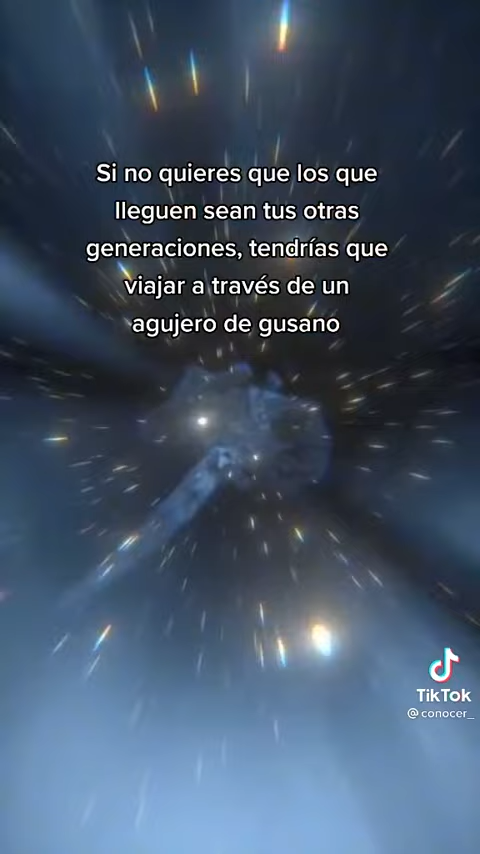 Si no quieres que los que
lleguen sean tus otras
generaciones, tendrías que
viajar a través de un
agujero de gusano
TikTok
@conocer_